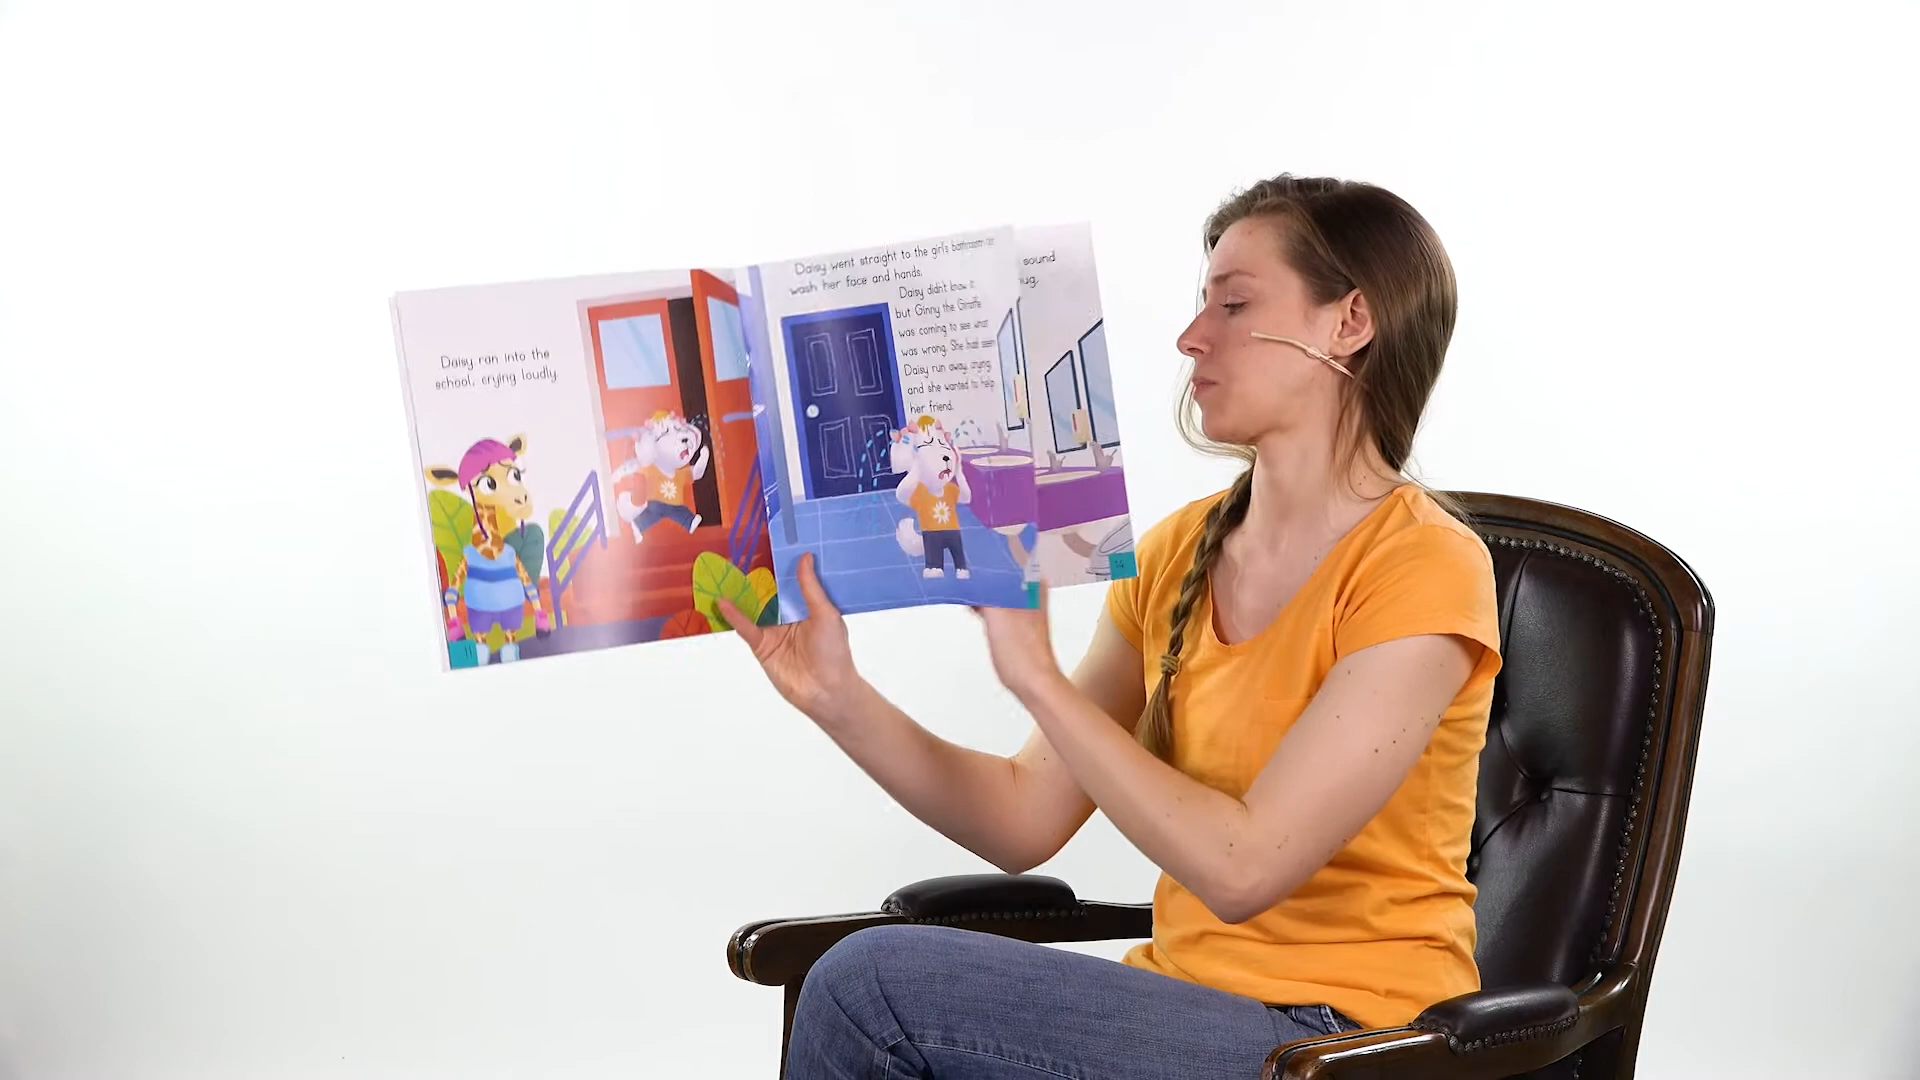 Daisy ran into the
school, crying loudly.
11
Daisy went straight to the girl's bathroom to
wash her face and hands.
Daisy didn't know it
but Ginny the Giraffe
was coming to see what
was wrong. She had seen
Daisy run away crying
and she wanted to help
her friend.
sound
hug.
14